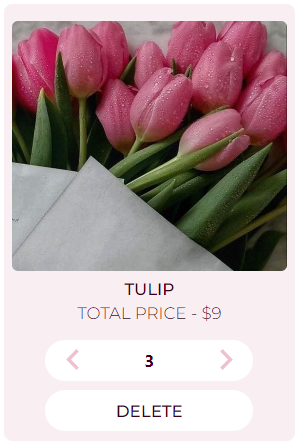 TULIP
TOTAL PRICE - $9
3
DELETE